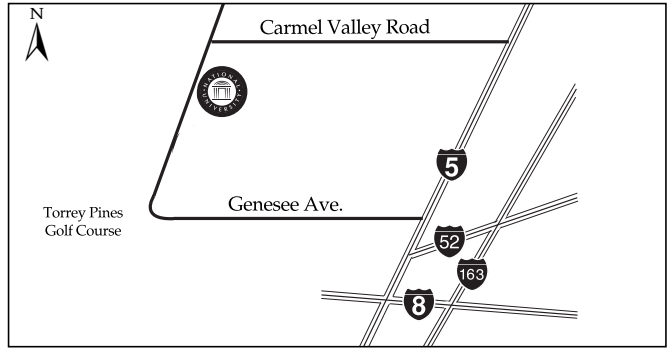 N
Carmel Valley Road
NATIONAL
UNIVERSITY
5
Genesee Ave.
Torrey Pines
Golf Course
52
163
8